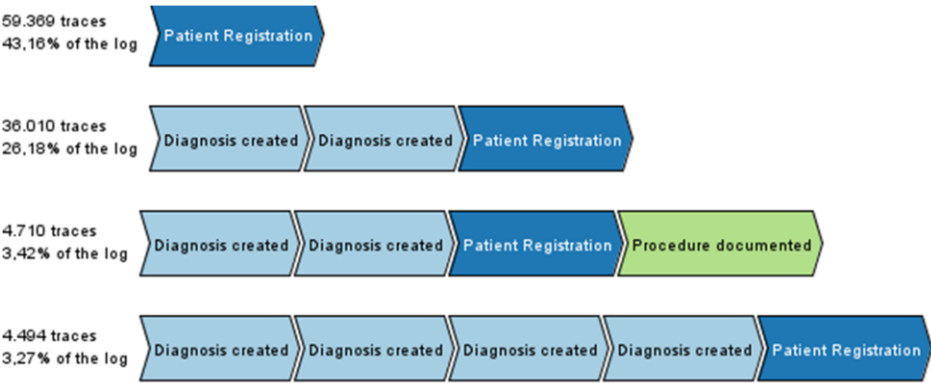 59.369 traces
43,16% of the log
Patient Registration
36.010 traces
26,18% of the log
Diagnosis created Diagnosis created Patient Registration
4.710 traces
3,42% of the log
Diagnosis created Diagnosis created Patient Registration Procedure documented
4.494 traces
3,27% of the log
Diagnosis created Diagnosis created Diagnosis created Diagnosis created Patient Registration